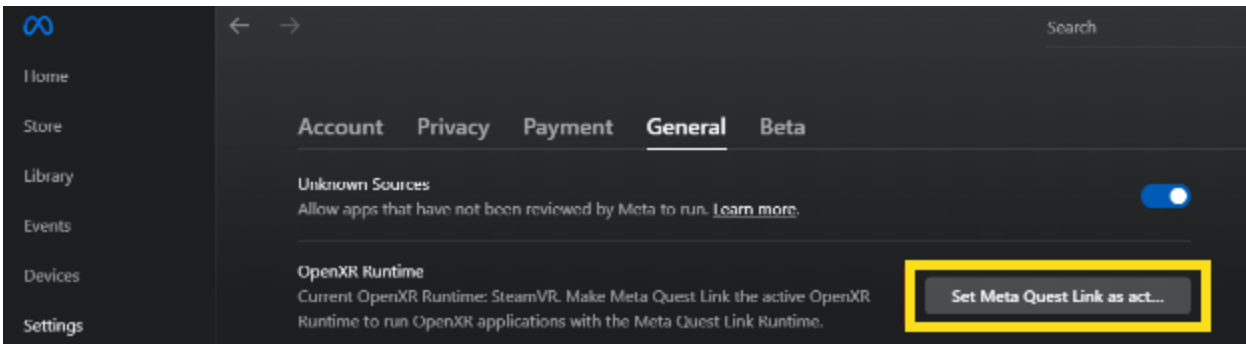 Search
Home
Store
Library
Events
Devices
Settings
Account Privacy Payment General Beta
Unknown Sources
Allow apps that have not been reviewed by Meta to run. Learn more.
OpenXR Runtime
Current OpenXR Runtime: SteamVR. Make Meta Quest Link the active OpenXR
Runtime to run OpenXR applications with the Meta Quest Link Runtime.
Set Meta Quest Link as act...